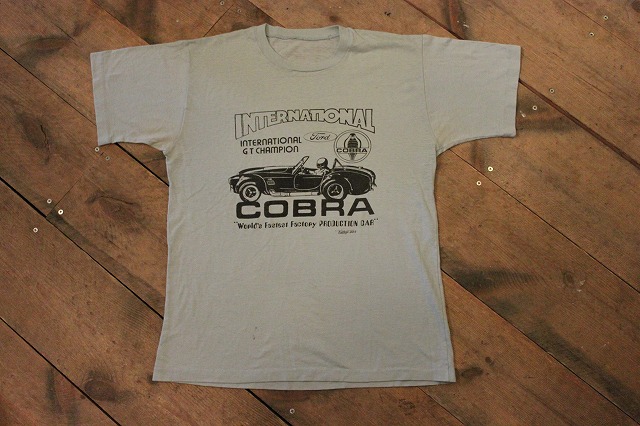 INTERNATIONAL
INTERNATIONAL
GT CHAMPION
Ford
COBRA
COBRA
"World's Fastest Factory PRODUCTION CAR"